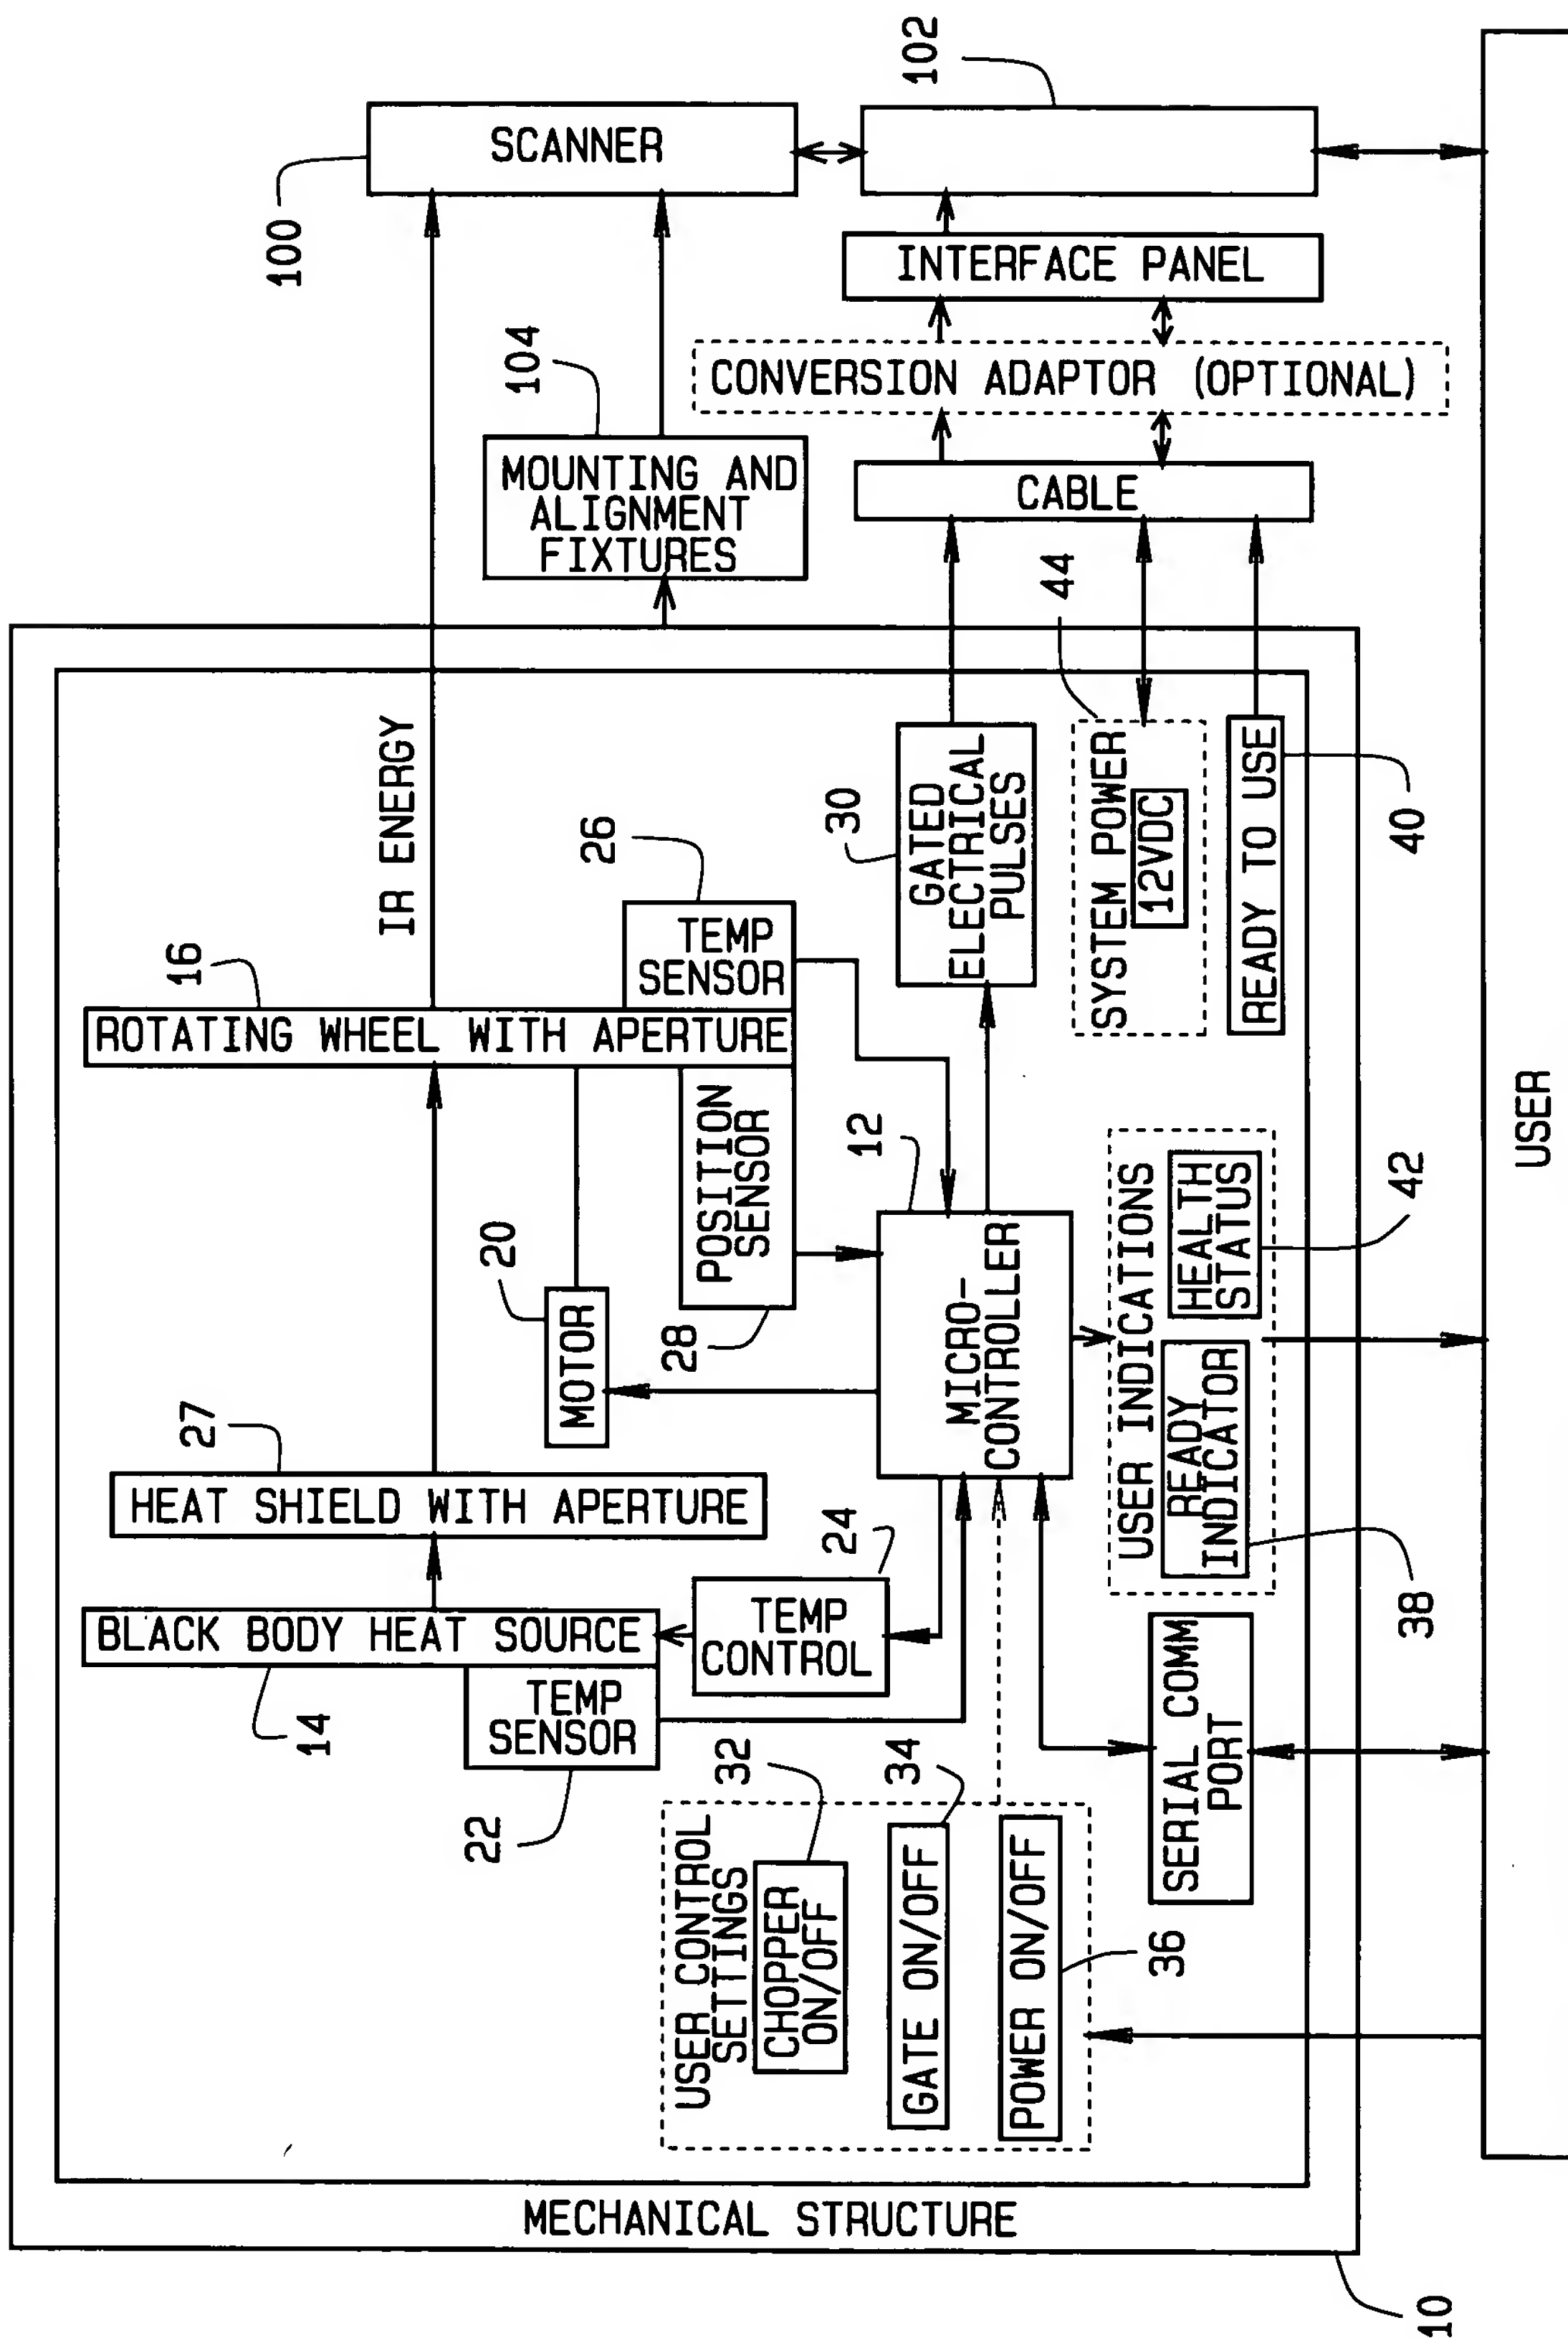 MECHANICAL STRUCTURE
10
BLACK BODY HEAT SOURCE
14
TEMP
SENSOR
22
HEAT SHIELD WITH APERTURE
27
TEMP
CONTROL
24
MOTOR
20
ROTATING WHEEL WITH APERTURE
16
POSITION
SENSOR
28
TEMP
SENSOR
26
IR ENERGY
SCANNER
100
MOUNTING AND
ALIGNMENT
FIXTURES
104
USER CONTROL
SETTINGS
CHOPPER
ON/OFF
32
GATE ON/OFF
34
POWER ON/OFF
36
MICRO-
CONTROLLER
12
GATED
ELECTRICAL
PULSES
30
SYSTEM POWER
12VDC
44
READY TO USE
40
SERIAL COMM
PORT
USER INDICATIONS
READY
INDICATOR
38
HEALTH
STATUS
42
CABLE
CONVERSION ADAPTOR (OPTIONAL)
INTERFACE PANEL
102
USER